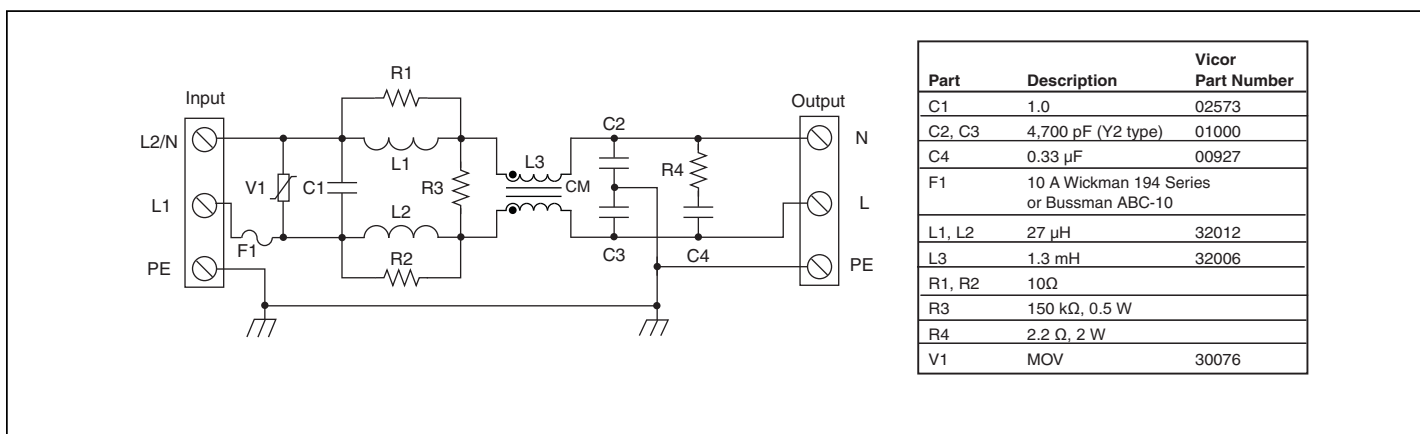 Input
L2/N
L1
PE
F1
V1
C1
R1
L1
L2
R2
R3
L3
CM
C2
C3
R4
C4
Output
N
L
PE
Part Description Vicor Part Number
C1 1.0 02573
C2, C3 4,700 pF (Y2 type) 01000
C4 0.33 µF 00927
F1 10 A Wickman 194 Series
or Bussman ABC-10
L1, L2 27 µH 32012
L3 1.3 mH 32006
R1, R2 10Ω
R3 150 kΩ, 0.5 W
R4 2.2 Ω, 2 W
V1 MOV 30076